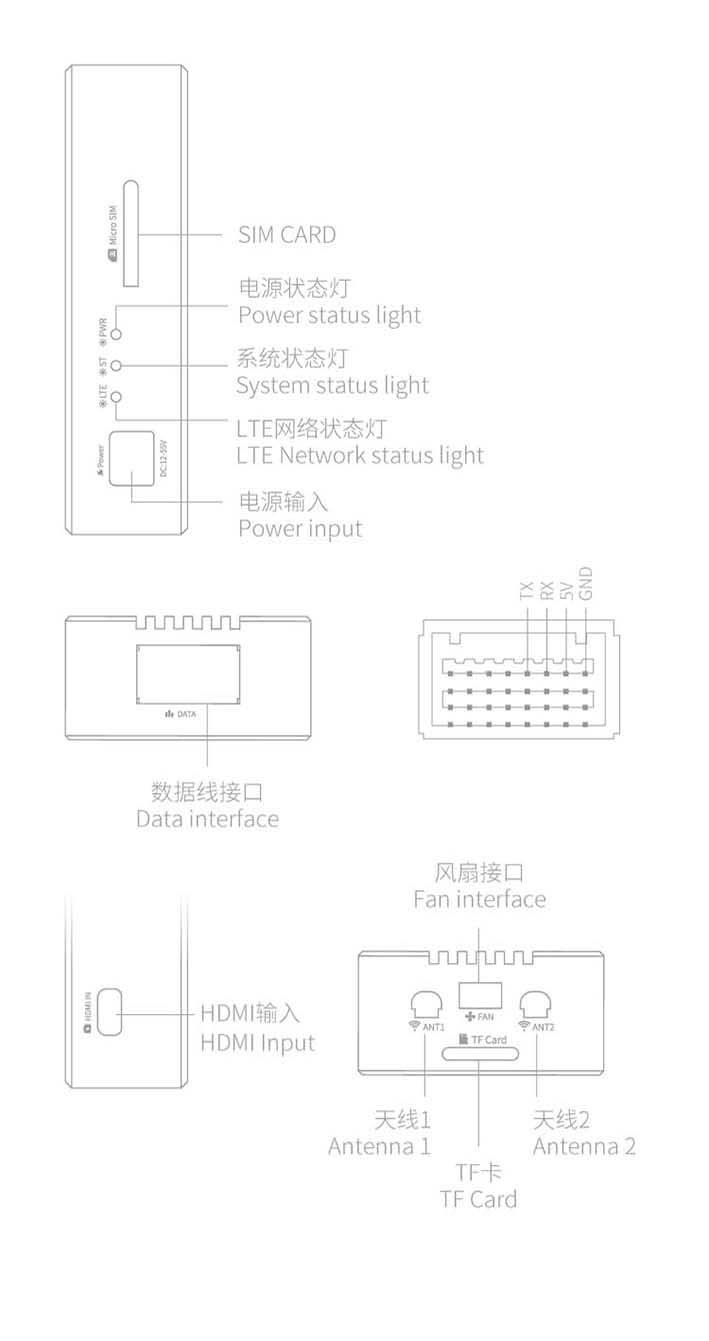 Micro SIM
SIM CARD
电源状态灯
Power status light
PWR
系统状态灯
System status light
ST
LTE
LTE网络状态灯
LTE Network status light
Power
DC:12-55V
电源输入
Power input
TX
RX
5V
GND
DATA
数据线接口
Data interface
风扇接口
Fan interface
HDMI IN
HDMI输入
HDMI Input
FAN
ANT1
ANT2
TF Card
天线1
Antenna 1
天线2
Antenna 2
TF卡
TF Card